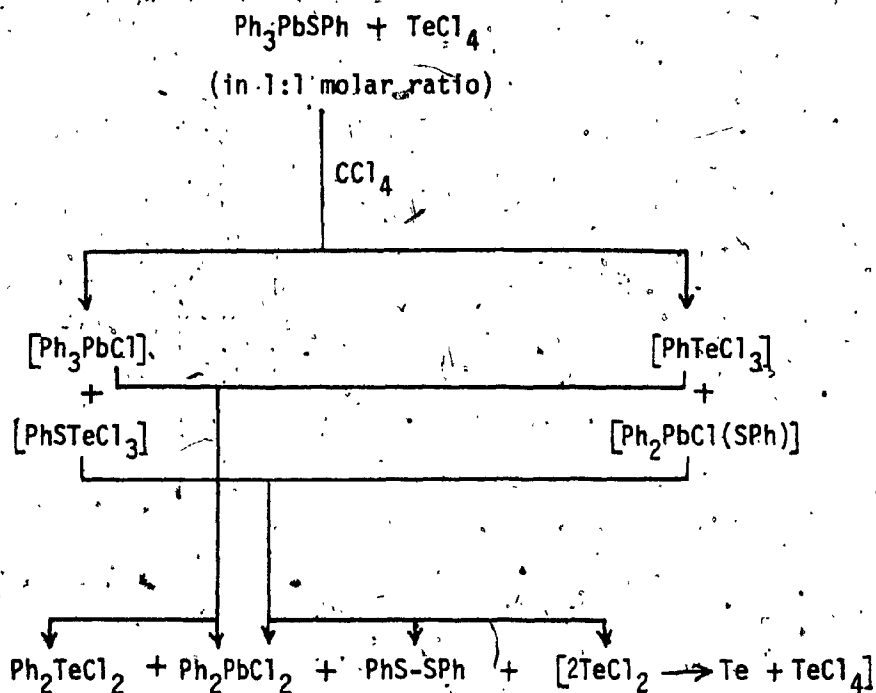 Ph₃PbSPh + TeCl₄
(in 1:1 molar ratio)
CCl₄
[Ph₃PbCl] [PhTeCl₃]
+ +
[PhSTeCl₃] [Ph₂PbCl(SPh)]
Ph₂TeCl₂ + Ph₂PbCl₂ + PhS-SPh + [2TeCl₂ → Te + TeCl₄]